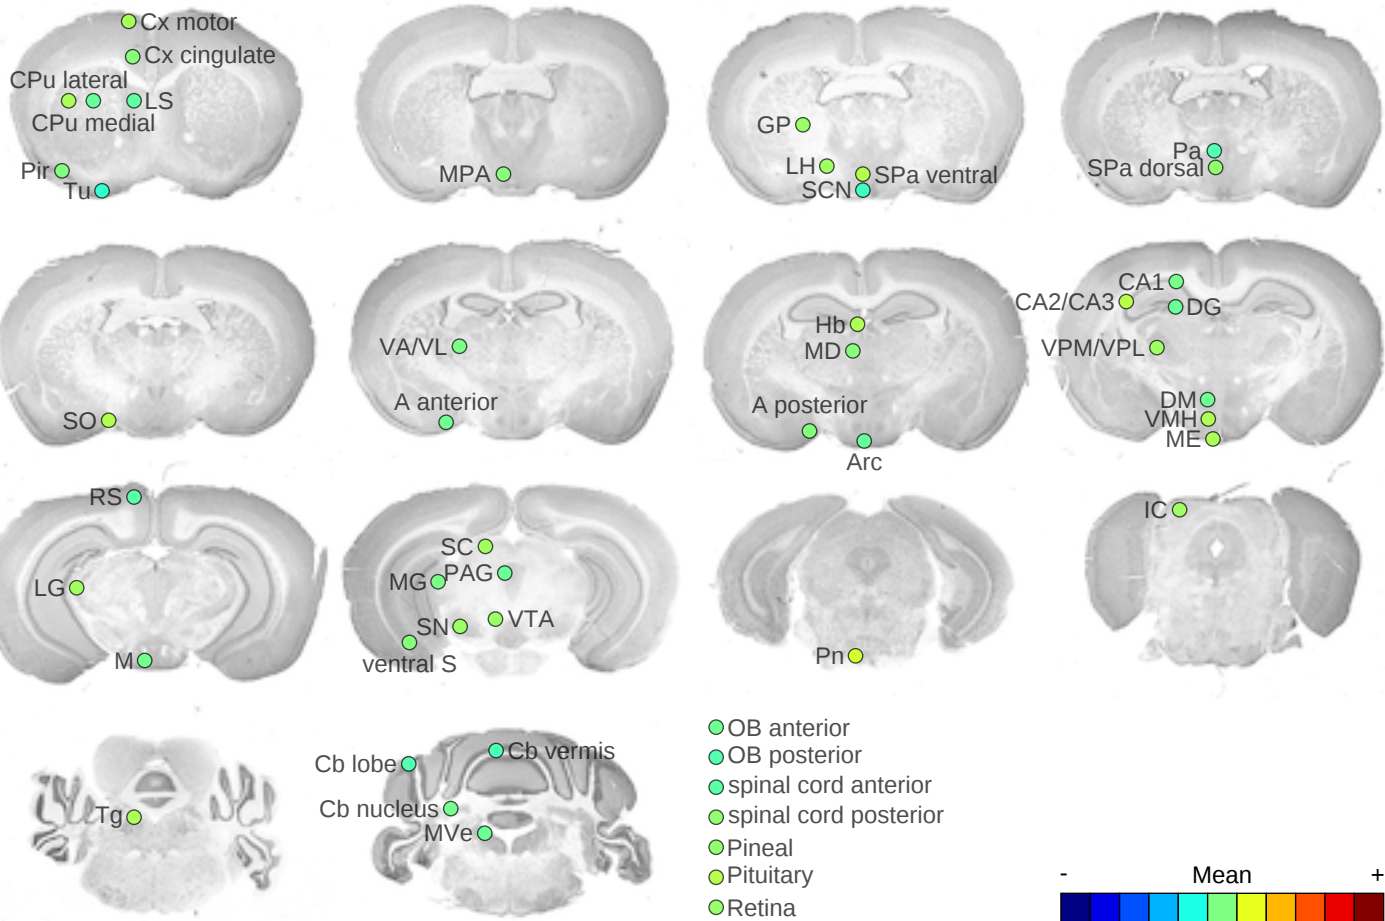 Cx motor
Cx cingulate
CPu lateral
LS
CPu medial
Pir
Tu
MPA
GP
LH
SPa ventral
SCN
Pa
SPa dorsal
SO
VA/VL
A anterior
Hb
MD
A posterior
Arc
CA1
CA2/CA3
DG
VPM/VPL
DM
VMH
ME
RS
LG
M
SC
MG
PAG
SN
VTA
ventral S
Pn
IC
Tg
Cb lobe
Cb vermis
Cb nucleus
MVe
OB anterior
OB posterior
spinal cord anterior
spinal cord posterior
Pineal
Pituitary
Retina
- Mean +